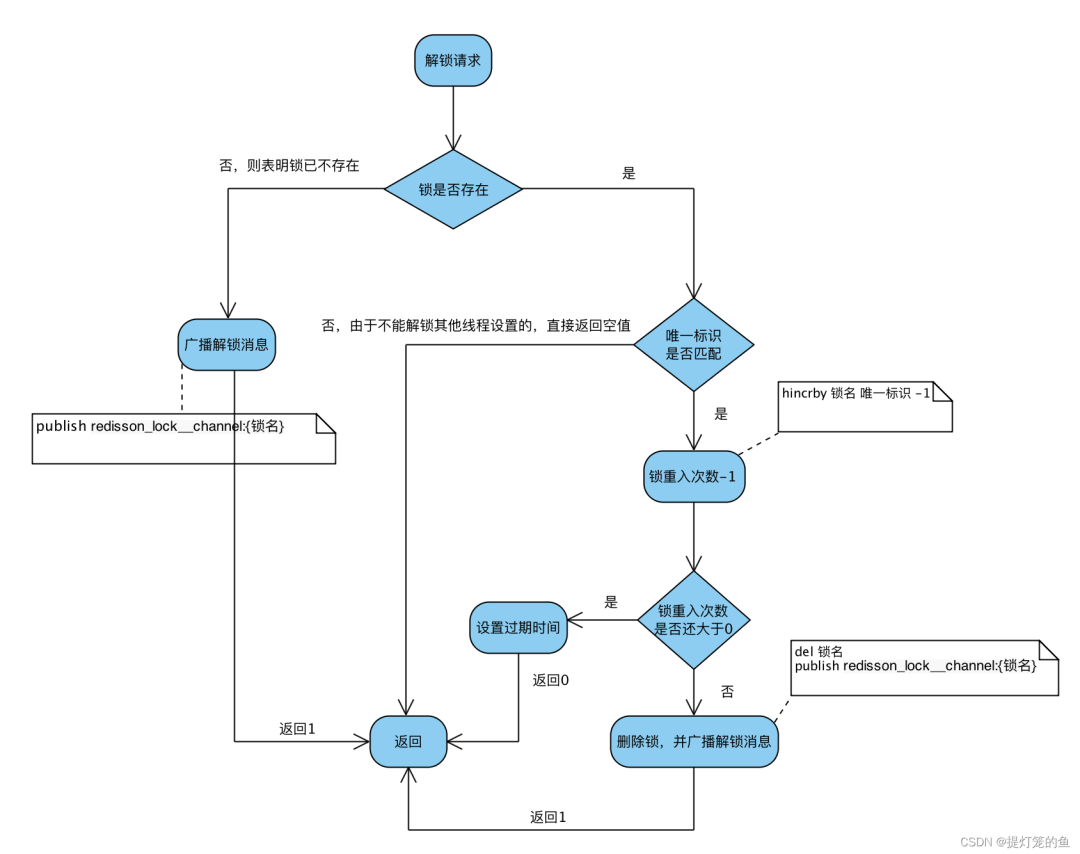 解锁请求
否，则表明锁已不存在
是
锁是否存在
否，由于不能解锁其他线程设置的，直接返回空值
唯一标识
是否匹配
广播解锁消息
hincrby 锁名 唯一标识 -1
是
publish redisson_lock__channel:{锁名}
锁重入次数-1
是
锁重入次数
是否还大于0
设置过期时间
del 锁名
publish redisson_lock__channel:{锁名}
返回0
否
返回1
返回
删除锁，并广播解锁消息
返回1
CSDN @提灯笼的鱼